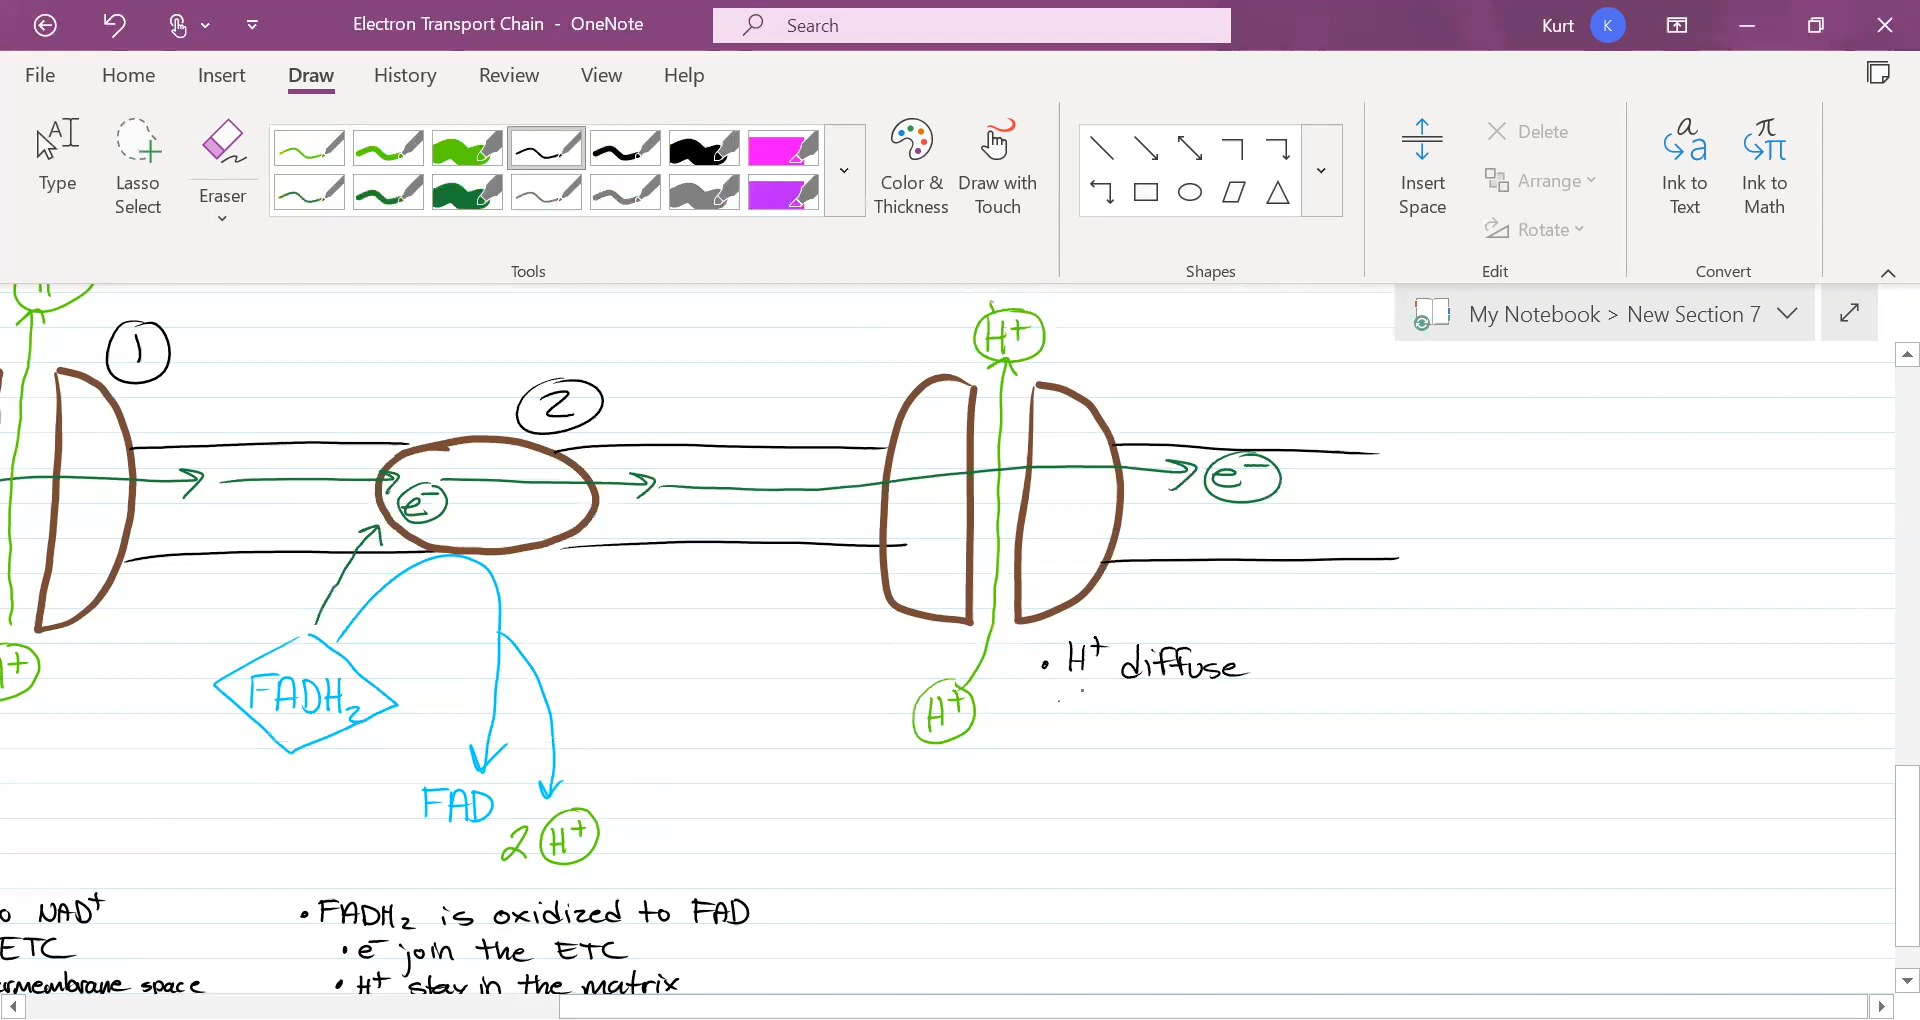 Electron Transport Chain - OneNote
Search
Kurt
K
File Home Insert Draw History Review View Help
Type
Lasso Select
Eraser
Color & Thickness
Draw with Touch
Insert Space
Delete
Arrange
Rotate
Ink to Text
Ink to Math
Tools Shapes Edit Convert
My Notebook > New Section 7
H⁺
1
2
e⁻
e⁻
• H⁺ diffuse
H⁺
FADH₂
FAD
2 H⁺
NAD⁺
ETC
space
• FADH₂ is oxidized to FAD
• e⁻ join the ETC
• H⁺ stay in the matrix